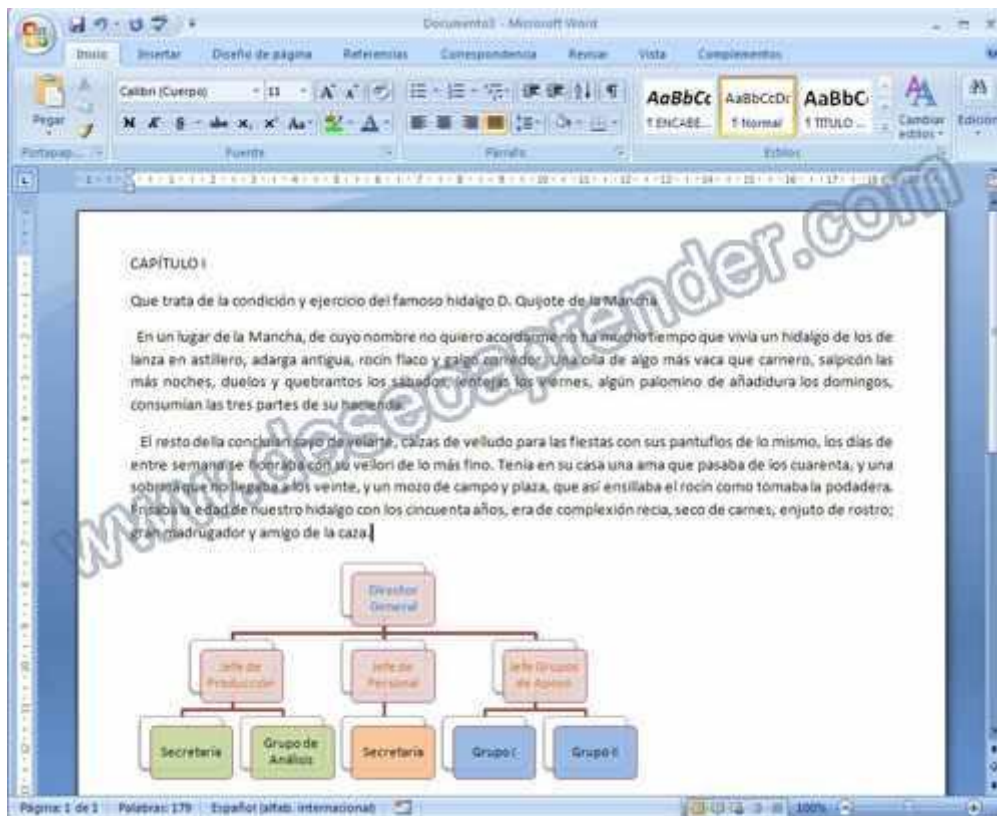 Documento3 - Microsoft Word
Inicio Insertar Diseño de página Referencias Correspondencia Revisar Vista Complementos
Calibri (Cuerpo) 11
AaBbCc AaBbCcDc AaBbC
Pegar
N K S abc x, x' Aa A
¶ ENCABE... ¶ Normal ¶ TITULO ...
Cambiar estilos
Edición
Fuente Párrafo Estilos
CAPÍTULO I
Que trata de la condición y ejercicio del famoso hidalgo D. Quijote de la Mancha
En un lugar de la Mancha, de cuyo nombre no quiero acordarme no ha mucho tiempo que vivía un hidalgo de los de
lanza en astillero, adarga antigua, rocín flaco y galgo corredor. Una olla de algo más vaca que carnero, salpicón las
más noches, duelos y quebrantos los sábados, lentejas los viernes, algún palomino de añadidura los domingos,
consumían las tres partes de su hacienda.
El resto della concluían sayo de velarte, calzas de velludo para las fiestas con sus pantuflos de lo mismo, los días de
entre semana se honraba con su vellori de lo más fino. Tenía en su casa una ama que pasaba de los cuarenta, y una
sobrina que no llegaba a los veinte, y un mozo de campo y plaza, que así ensillaba el rocín como tomaba la podadera.
Frisaba la edad de nuestro hidalgo con los cincuenta años, era de complexión recia, seco de carnes, enjuto de rostro;
gran madrugador y amigo de la caza.
www.deseoaprender.com
Director
General
Jefe de
Producción
Jefe de
Personal
Jefe Grupos
de Apoyo
Secretaria
Grupo de
Análisis
Secretaria
Grupo I
Grupo II
Página: 1 de 1 Palabras: 179 Español (alfab. internacional) 100%